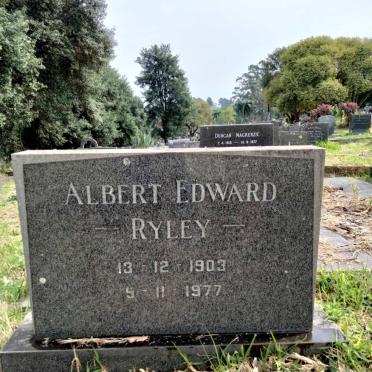 ALBERT EDWARD
— RYLEY —
13 - 12 - 1903
5 - 11 - 1977
DUNCAN MACKENZIE